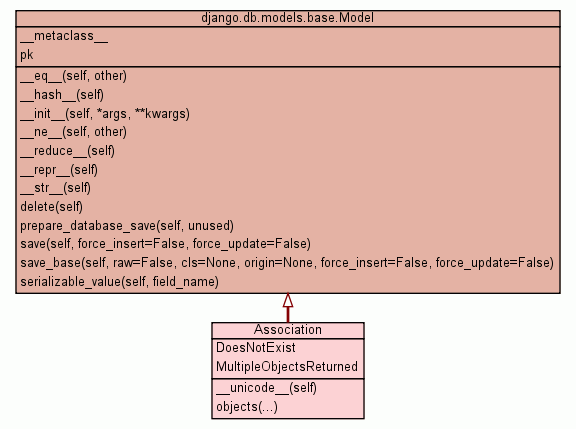 django.db.models.base.Model
__metaclass__
pk
__eq__(self, other)
__hash__(self)
__init__(self, *args, **kwargs)
__ne__(self, other)
__reduce__(self)
__repr__(self)
__str__(self)
delete(self)
prepare_database_save(self, unused)
save(self, force_insert=False, force_update=False)
save_base(self, raw=False, cls=None, origin=None, force_insert=False, force_update=False)
serializable_value(self, field_name)
Association
DoesNotExist
MultipleObjectsReturned
__unicode__(self)
objects(...)